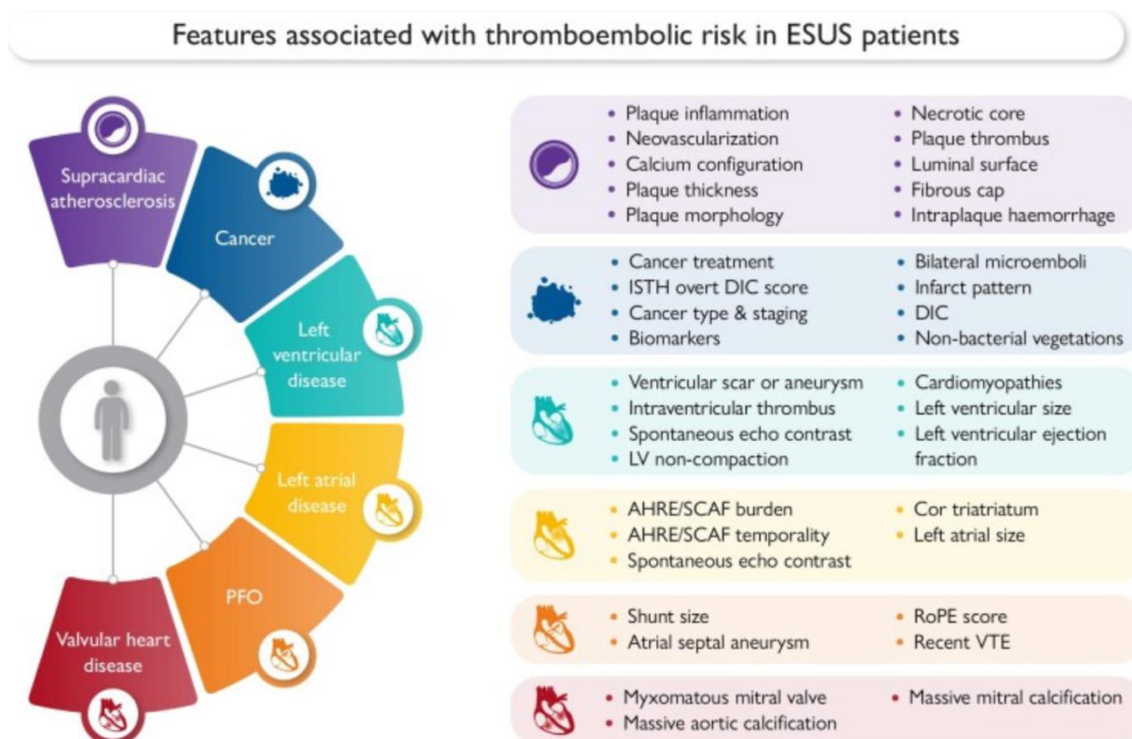 Features associated with thromboembolic risk in ESUS patients
Supracardiac
atherosclerosis
Cancer
Left
ventricular
disease
Left atrial
disease
PFO
Valvular heart
disease
• Plaque inflammation
• Neovascularization
• Calcium configuration
• Plaque thickness
• Plaque morphology
• Necrotic core
• Plaque thrombus
• Luminal surface
• Fibrous cap
• Intraplaque haemorrhage
• Cancer treatment
• ISTH overt DIC score
• Cancer type & staging
• Biomarkers
• Bilateral microemboli
• Infarct pattern
• DIC
• Non-bacterial vegetations
• Ventricular scar or aneurysm
• Intraventricular thrombus
• Spontaneous echo contrast
• LV non-compaction
• Cardiomyopathies
• Left ventricular size
• Left ventricular ejection
fraction
• AHRE/SCAF burden
• AHRE/SCAF temporality
• Spontaneous echo contrast
• Cor triatriatum
• Left atrial size
• Shunt size
• Atrial septal aneurysm
• RoPE score
• Recent VTE
• Myxomatous mitral valve
• Massive aortic calcification
• Massive mitral calcification